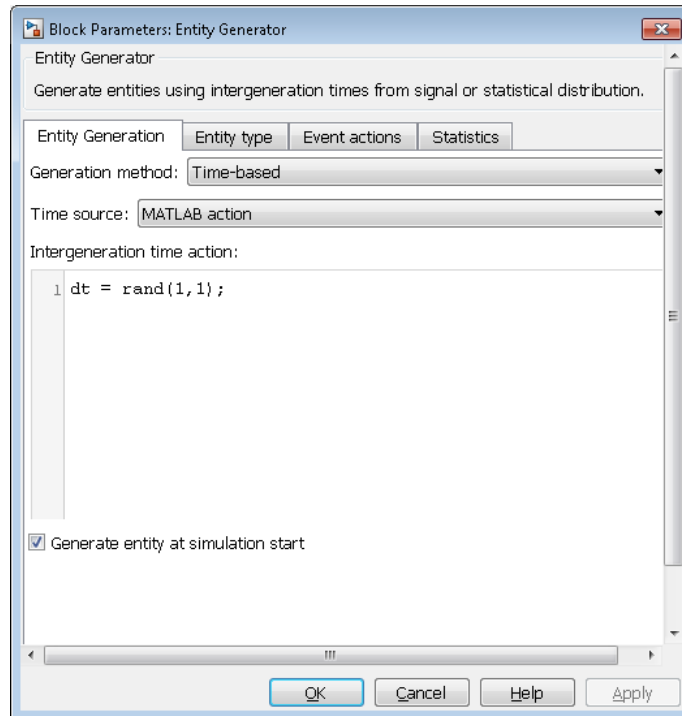 Block Parameters: Entity Generator
Entity Generator
Generate entities using intergeneration times from signal or statistical distribution.
Entity Generation Entity type Event actions Statistics
Generation method: Time-based
Time source: MATLAB action
Intergeneration time action:
1 dt = rand(1,1);
Generate entity at simulation start
OK Cancel Help Apply